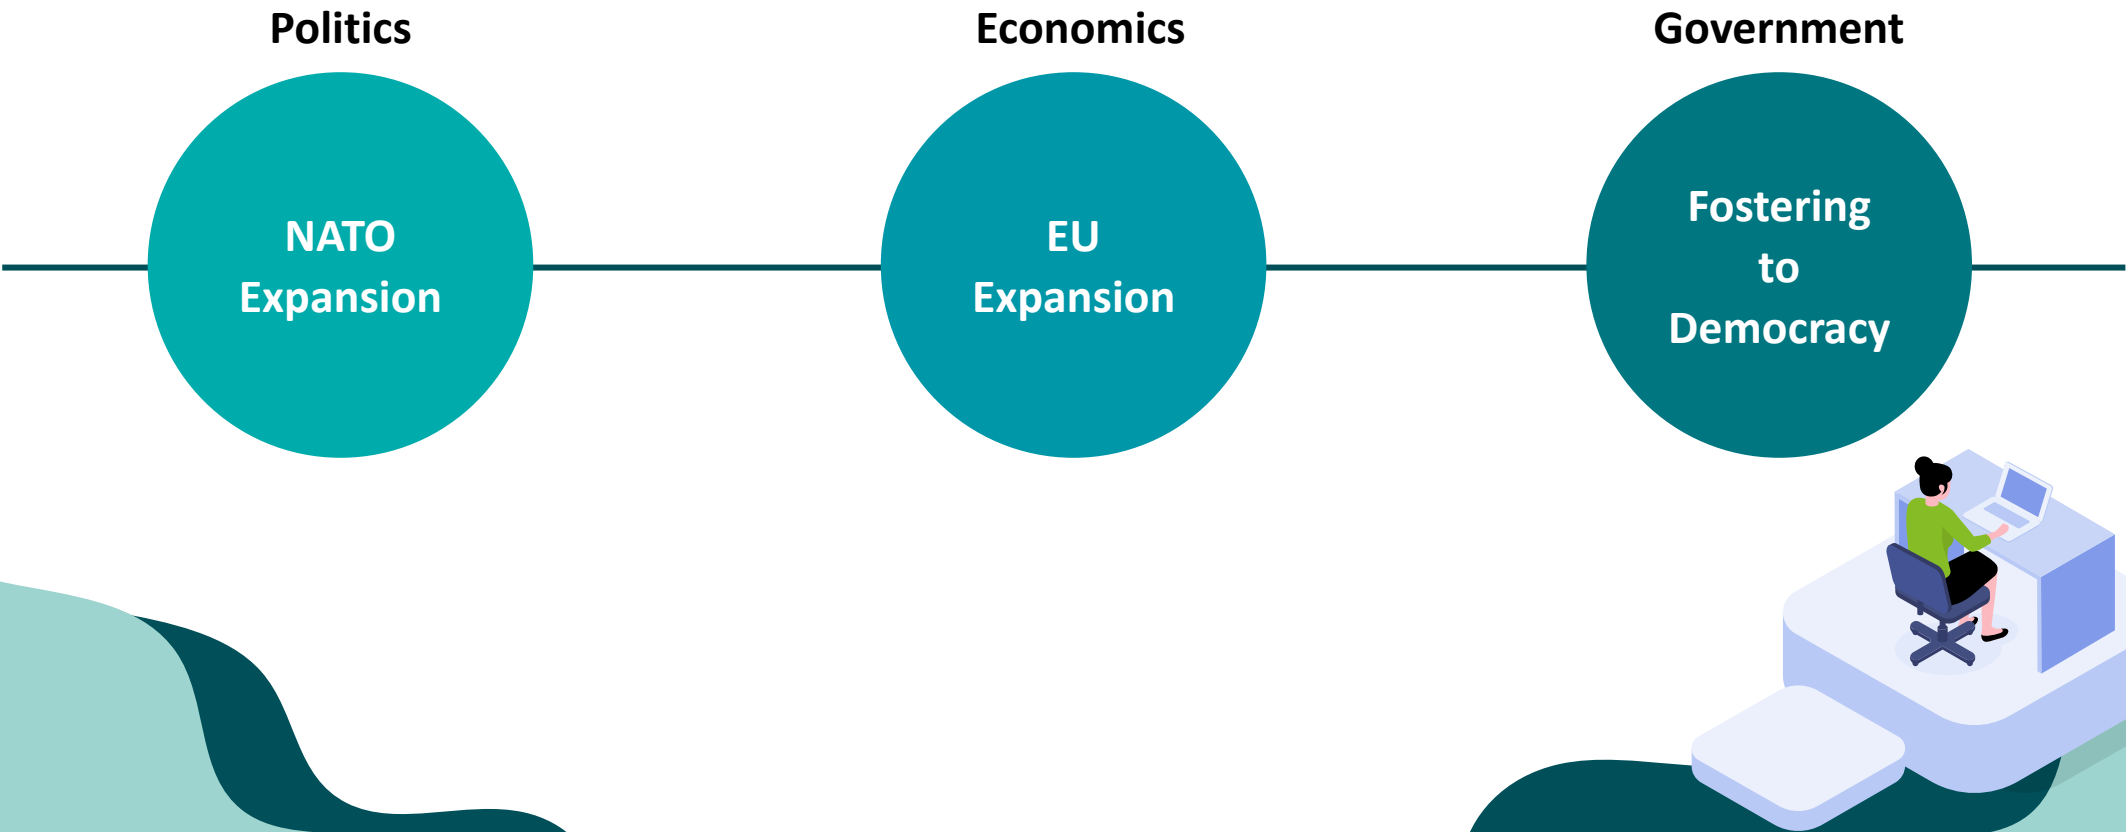 Politics
NATO
Expansion
Economics
EU
Expansion
Government
Fostering
to
Democracy